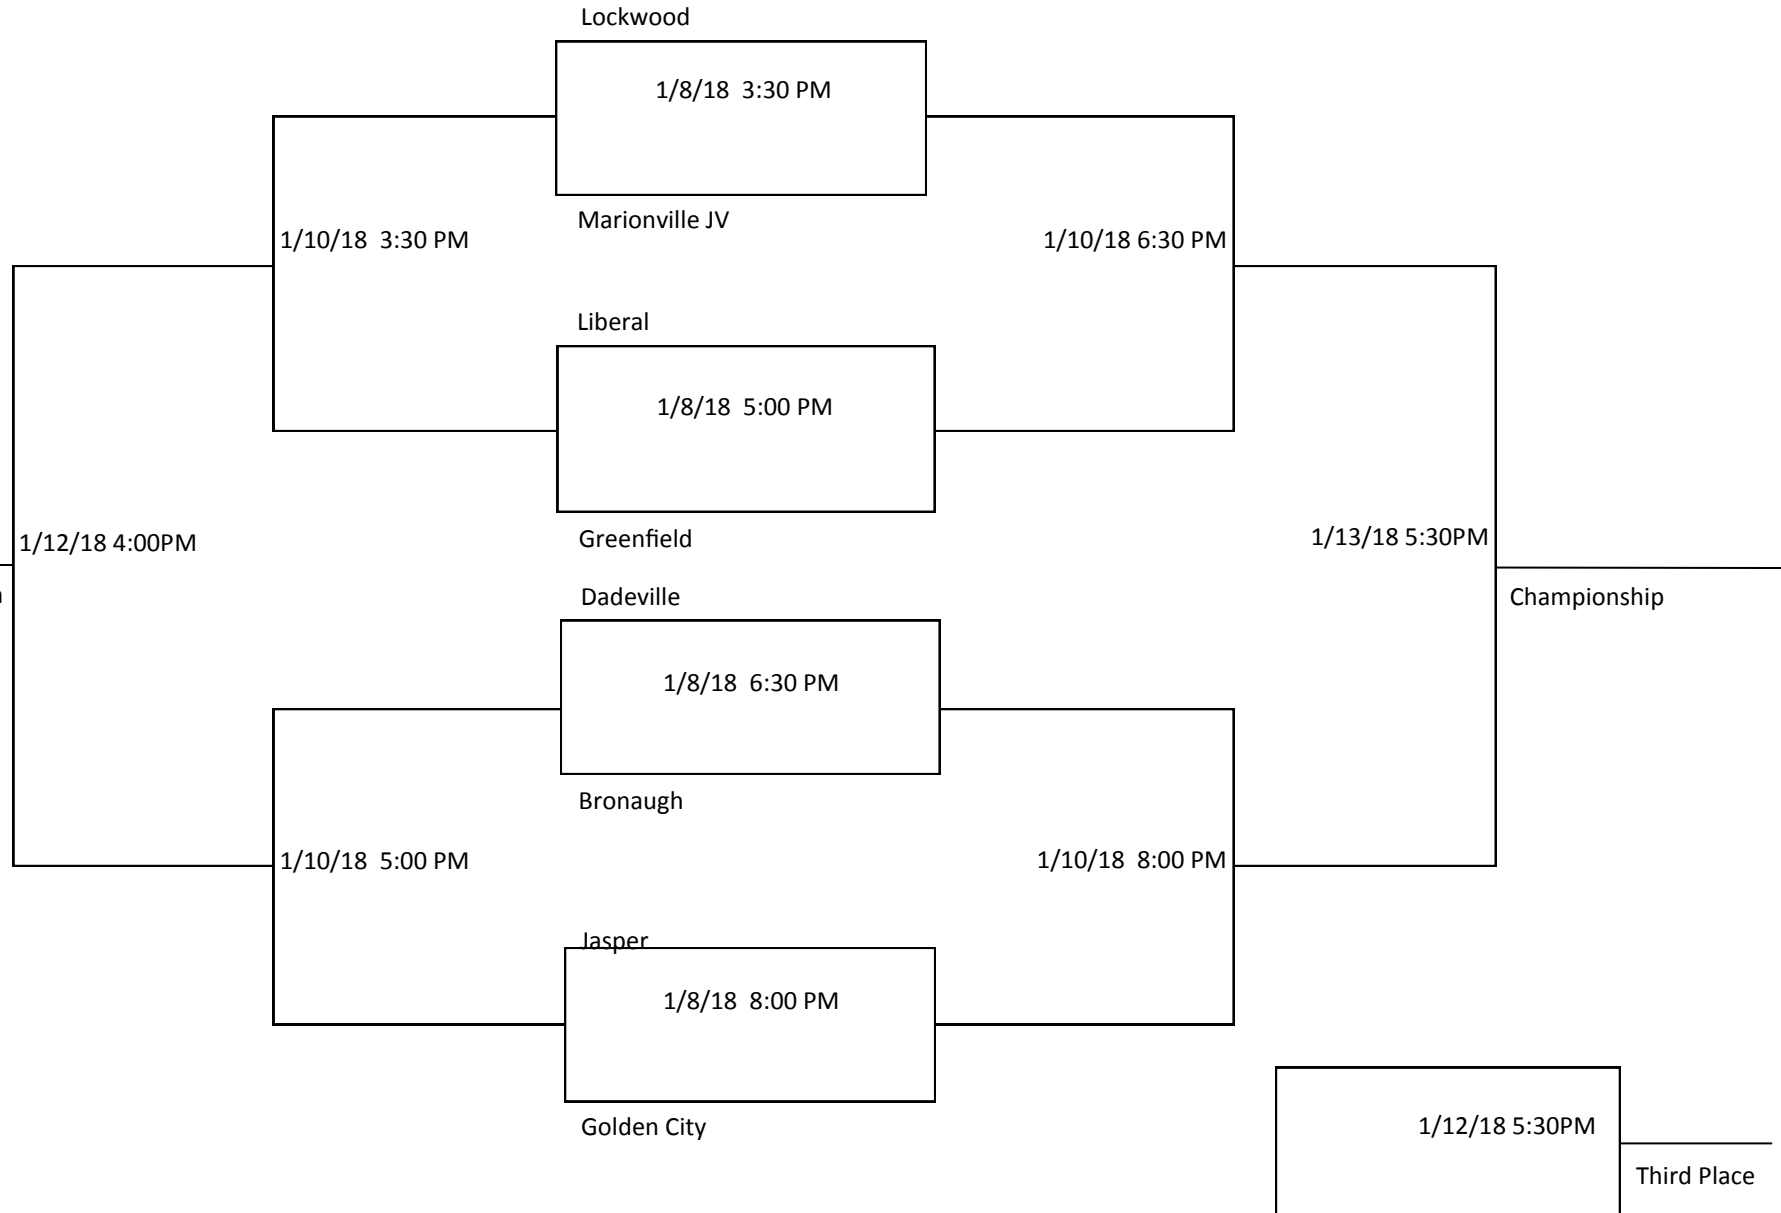 Lockwood
1/8/18 3:30 PM
Marionville JV
1/10/18 3:30 PM
1/10/18 6:30 PM
Liberal
1/8/18 5:00 PM
Greenfield
1/12/18 4:00PM
1/13/18 5:30PM
Dadeville
Championship
1/8/18 6:30 PM
Bronaugh
1/10/18 5:00 PM
1/10/18 8:00 PM
Jasper
1/8/18 8:00 PM
Golden City
1/12/18 5:30PM
Third Place